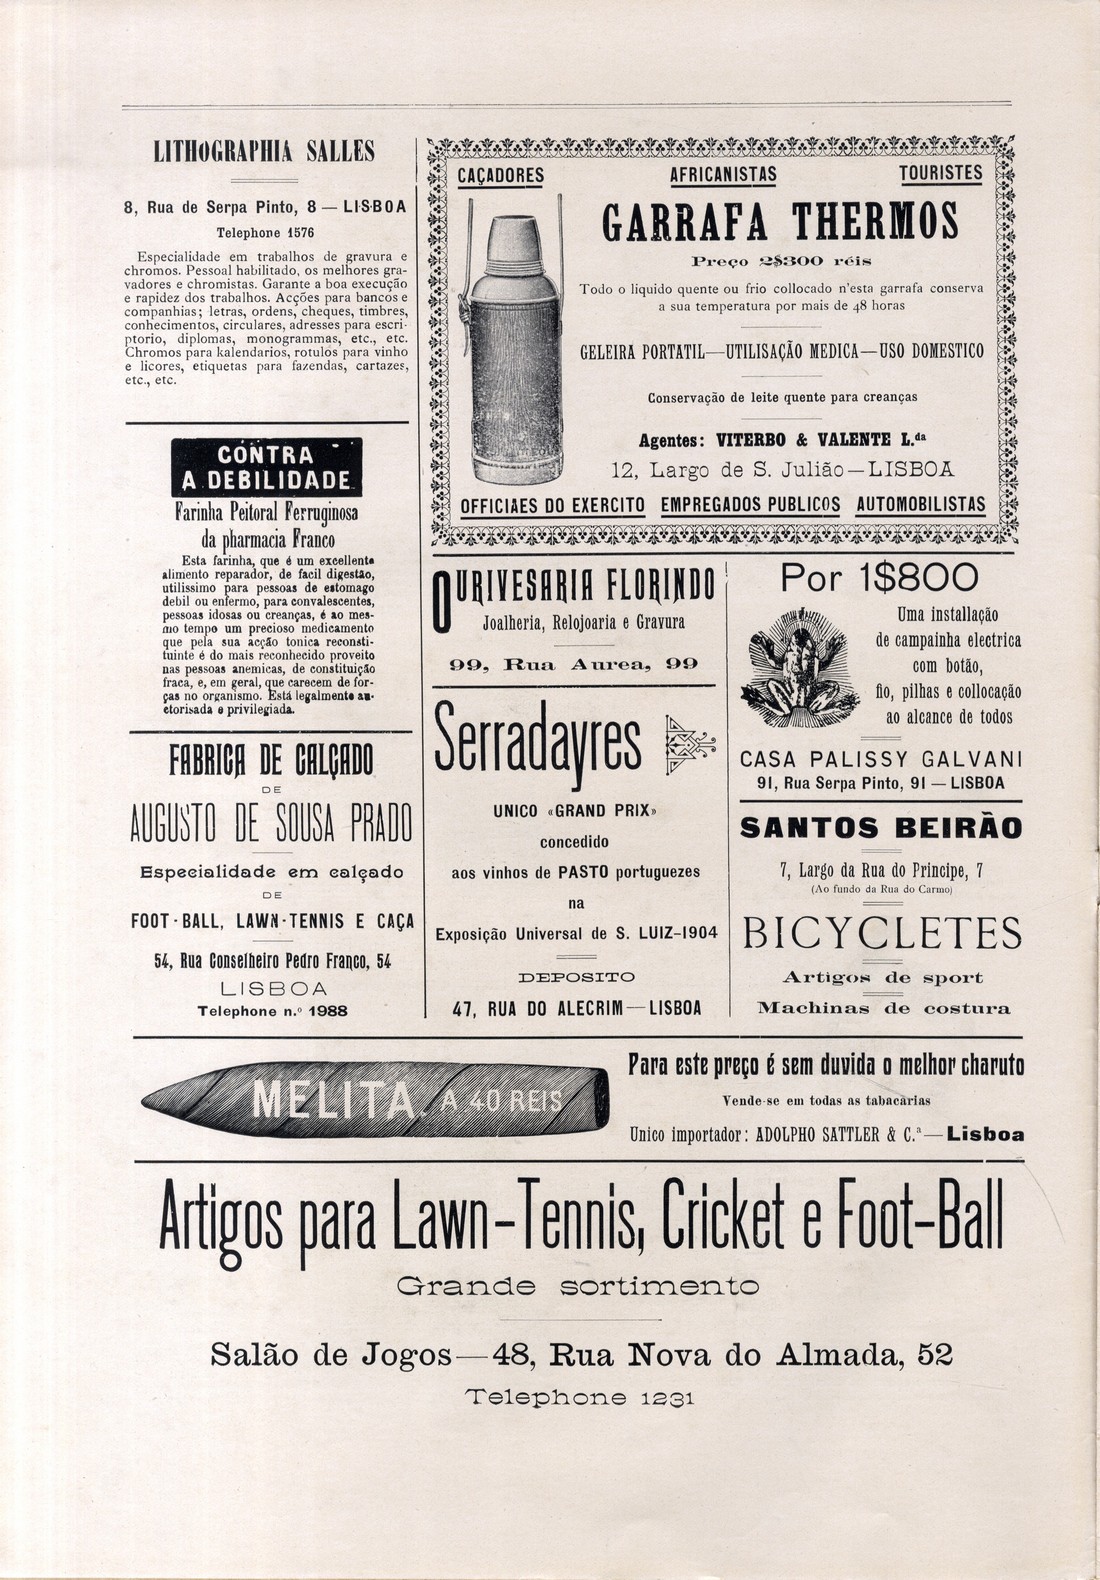 LITHOGRAPHIA SALLES
8, Rua de Serpa Pinto, 8 — LISBOA
Telephone 1576
Especialidade em trabalhos de gravura e
chromos. Pessoal habilitado, os melhores gra-
vadores e chromistas. Garante a boa execução
e rapidez dos trabalhos. Acções para bancos e
companhias; letras, ordens, cheques, timbres,
conhecimentos, circulares, adresses para escri-
ptorio, diplomas, monogrammas, etc., etc.
Chromos para kalendarios, rotulos para vinho
e licores, etiquetas para fazendas, cartazes,
etc., etc.
CONTRA
A DEBILIDADE
Farinha Peitoral Ferruginosa
da pharmacia Franco
Esta farinha, que é um excellente
alimento reparador, de facil digestão,
utilissimo para pessoas de estomago
debil ou enfermo, para convalescentes,
pessoas idosas ou creanças, é ao mes-
mo tempo um precioso medicamento
que pela sua acção tonica reconsti-
tuinte é do mais reconhecido proveito
nas pessoas anemicas, de constituição
fraca, e, em geral, que carecem de for-
ças no organismo. Está legalmente au-
ctorisada e privilegiada.
FABRICA DE CALÇADO
DE
AUGUSTO DE SOUSA PRADO
Especialidade em calçado
DE
FOOT-BALL, LAWN-TENNIS E CAÇA
54, Rua Conselheiro Pedro Franco, 54
LISBOA
Telephone n.º 1988
CAÇADORES AFRICANISTAS TOURISTES
GARRAFA THERMOS
Preço 2$300 réis
Todo o liquido quente ou frio collocado n'esta garrafa conserva
a sua temperatura por mais de 48 horas
GELEIRA PORTATIL—UTILISAÇÃO MEDICA—USO DOMESTICO
Conservação de leite quente para creanças
Agentes: VITERBO & VALENTE L.da
12, Largo de S. Julião—LISBOA
OFFICIAES DO EXERCITO EMPREGADOS PUBLICOS AUTOMOBILISTAS
OURIVESARIA FLORINDO
Joalheria, Relojoaria e Gravura
99, Rua Aurea, 99
Serradayres
UNICO «GRAND PRIX»
concedido
aos vinhos de PASTO portuguezes
na
Exposição Universal de S. LUIZ-1904
DEPOSITO
47, RUA DO ALECRIM—LISBOA
Por 1$800
Uma installação
de campainha electrica
com botão,
fio, pilhas e collocação
ao alcance de todos
CASA PALISSY GALVANI
91, Rua Serpa Pinto, 91 — LISBOA
SANTOS BEIRÃO
7, Largo da Rua do Principe, 7
(Ao fundo da Rua do Carmo)
BICYCLETES
Artigos de sport
Machinas de costura
MELITA. A 40 REIS
Para este preço é sem duvida o melhor charuto
Vende-se em todas as tabacarias
Unico importador: ADOLPHO SATTLER & C.ª—Lisboa
Artigos para Lawn-Tennis, Cricket e Foot-Ball
Grande sortimento
Salão de Jogos—48, Rua Nova do Almada, 52
Telephone 1231